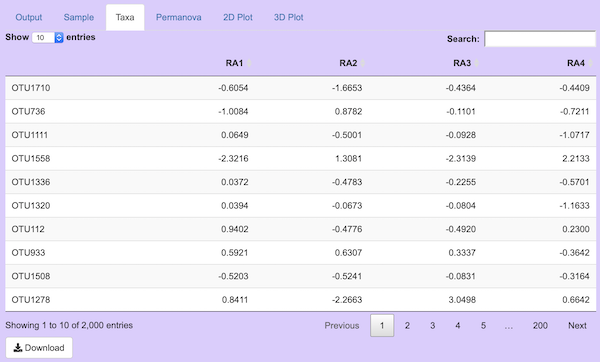 Output Sample Taxa Permanova 2D Plot 3D Plot
Show 10 entries Search:
RA1 RA2 RA3 RA4
OTU1710 -0.6054 -1.6653 -0.4364 -0.4409
OTU736 -1.0084 0.8782 -0.1101 -0.7211
OTU1111 0.0649 -0.5001 -0.0928 -1.0717
OTU1558 -2.3216 1.3081 -2.3139 2.2133
OTU1336 0.0372 -0.4783 -0.2255 -0.5701
OTU1320 0.0394 -0.0673 -0.0804 -1.1633
OTU112 0.9402 -0.4776 -0.4920 0.2300
OTU933 0.5921 0.6307 0.3337 -0.3642
OTU1508 -0.5203 -0.5241 -0.0831 -0.3164
OTU1278 0.8411 -2.2663 3.0498 0.6642
Showing 1 to 10 of 2,000 entries Previous 1 2 3 4 5 … 200 Next
Download